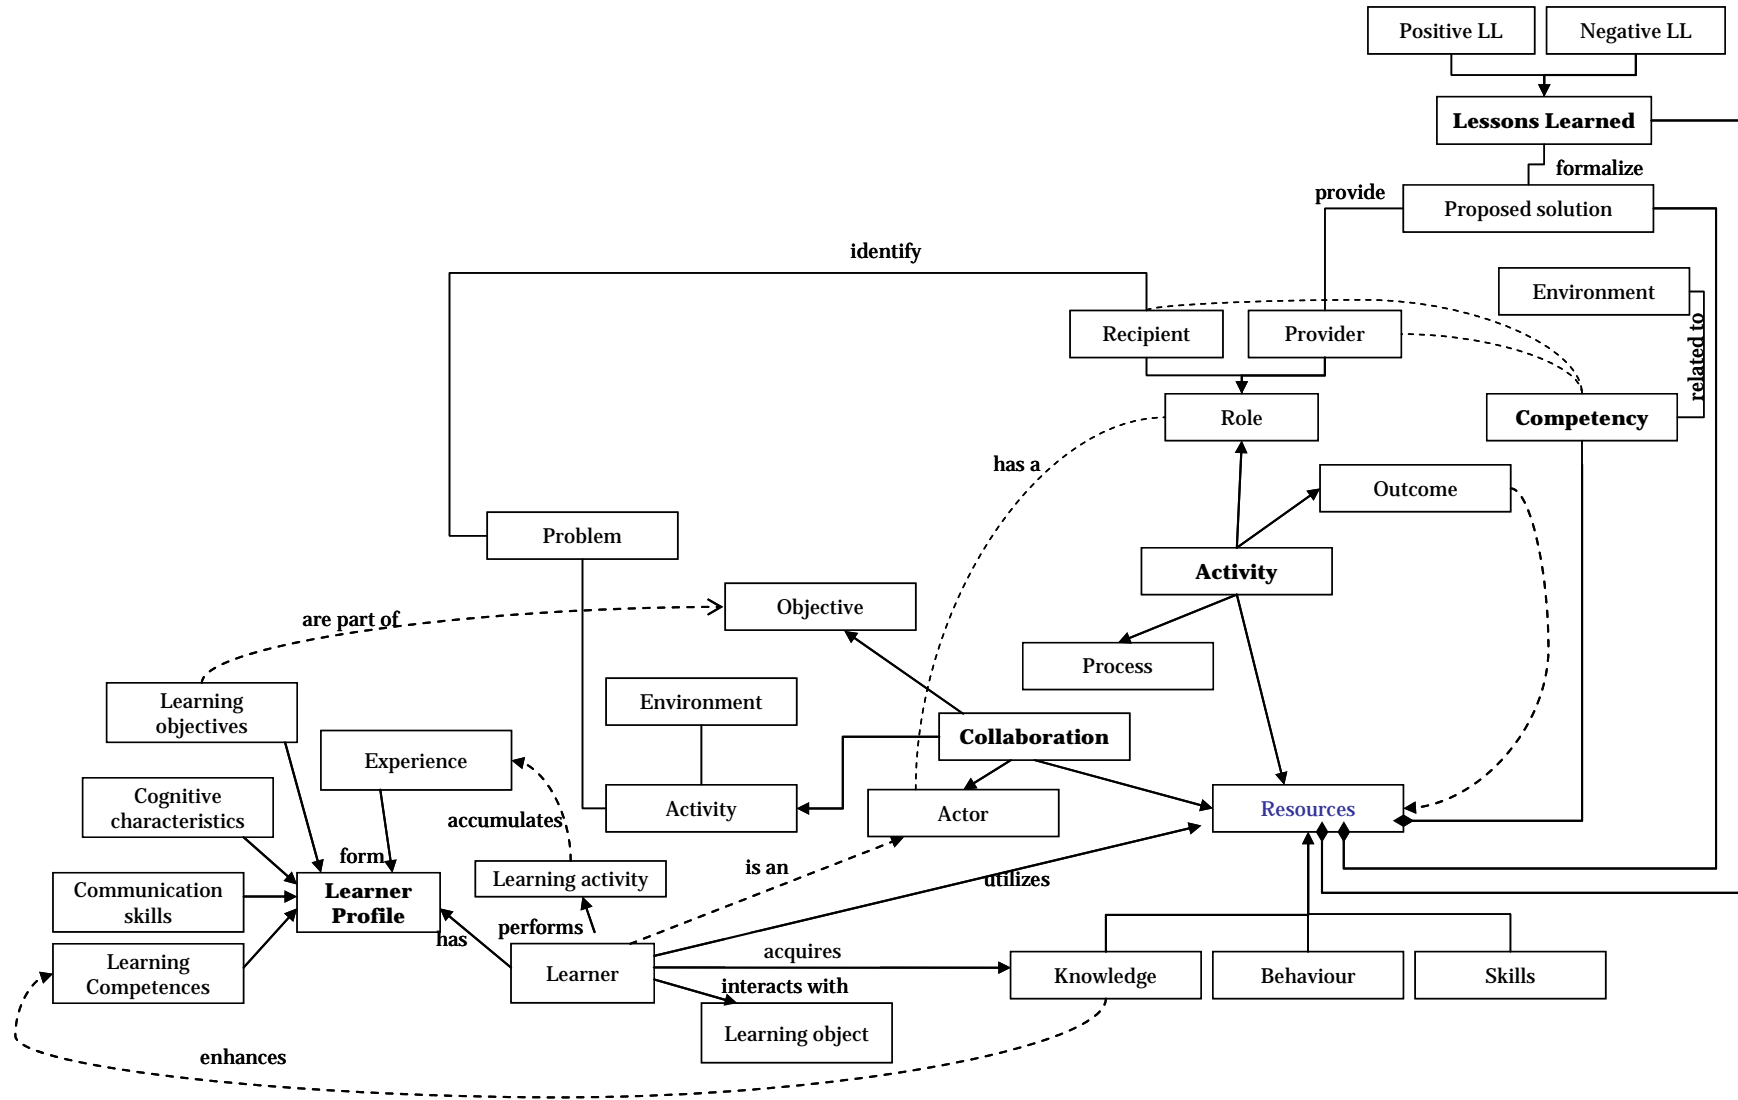 Positive LL
Negative LL
Lessons Learned
formalize
provide
Proposed solution
identify
Environment
Recipient
Provider
related to
Role
Competency
has a
Outcome
Problem
Activity
Objective
are part of
Process
Learning
objectives
Environment
Collaboration
Experience
Cognitive
characteristics
Activity
Actor
Resources
accumulates
form
is an
Learning activity
utilizes
Communication
skills
Learner
Profile
performs
has
acquires
Learning
Competences
Learner
Knowledge
Behaviour
Skills
interacts with
Learning object
enhances